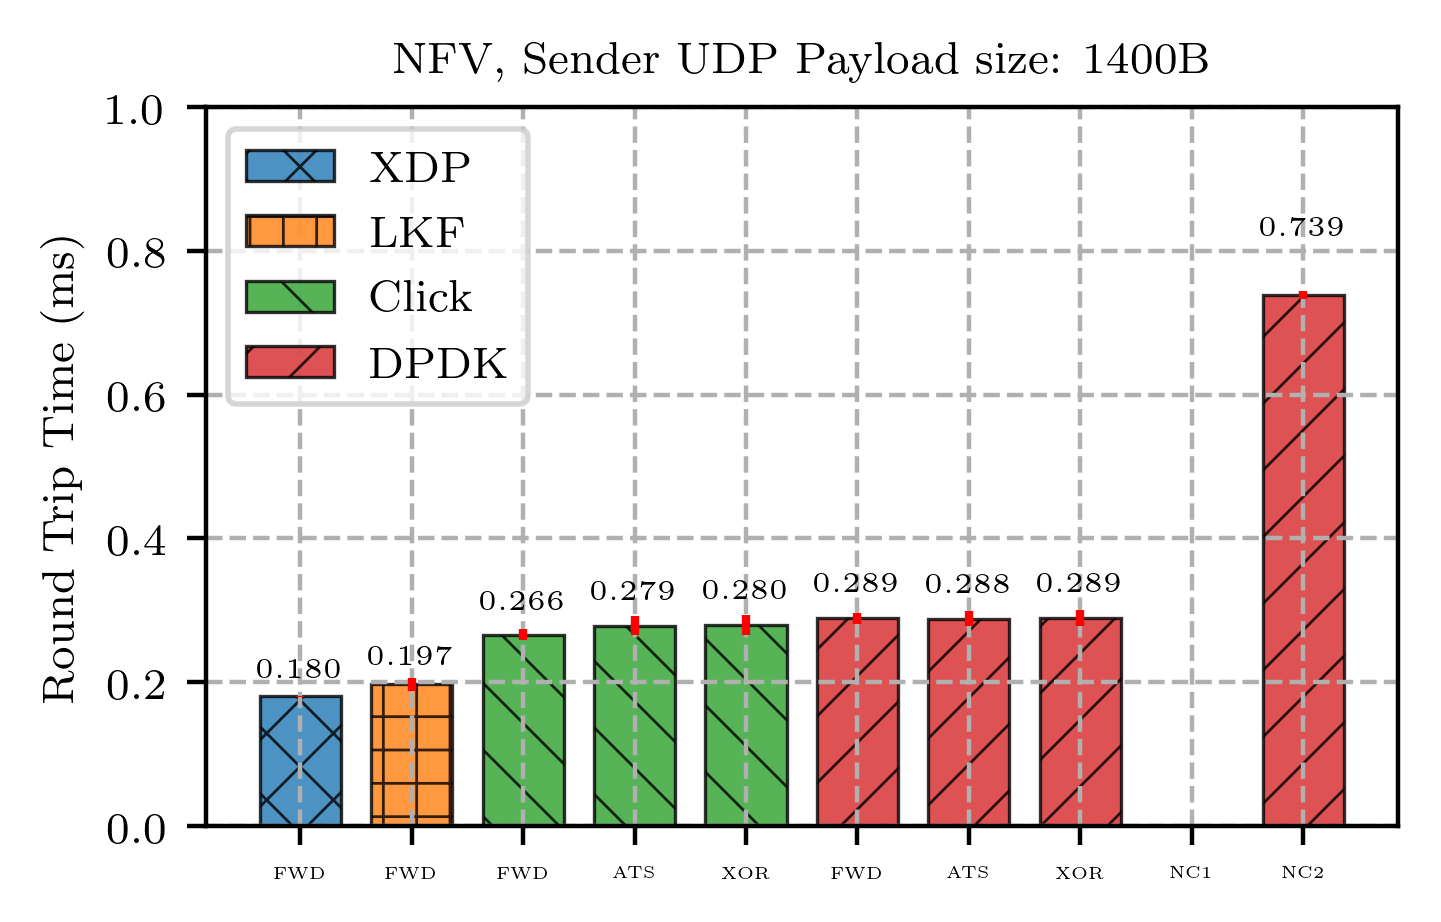 NFV, Sender UDP Payload size: 1400B
Round Trip Time (ms)
1.0
0.8
0.6
0.4
0.2
0.0
XDP
LKF
Click
DPDK
0.180
0.197
0.266
0.279
0.280
0.289
0.288
0.289
0.739
FWD FWD FWD ATS XOR FWD ATS XOR NC1 NC2